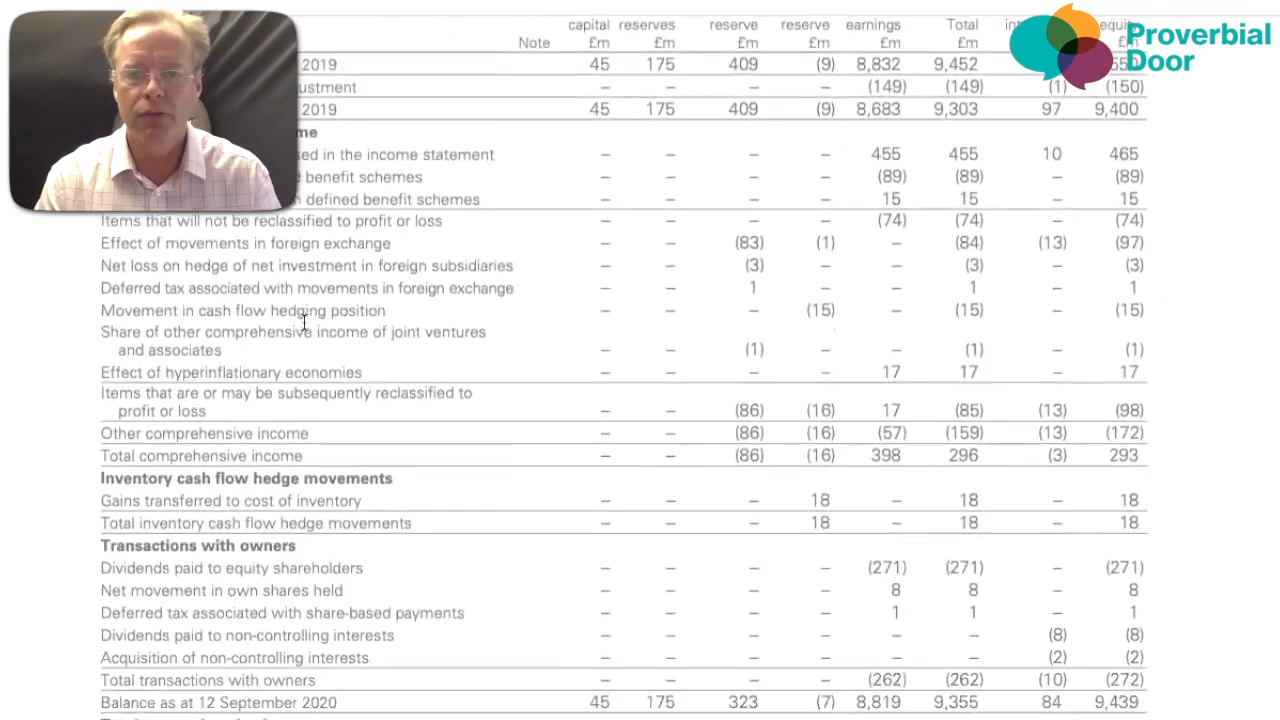 capital reserves reserve reserve earnings Total equity
Note £m £m £m £m £m £m £m
Proverbial
Door
2019 45 175 409 (9) 8,832 9,452
ustment – – – – (149) (149) (1) (150)
2019 45 175 409 (9) 8,683 9,303 97 9,400
me
sed in the income statement – – – – 455 455 10 465
e benefit schemes – – – – (89) (89) – (89)
n defined benefit schemes – – – – 15 15 – 15
Items that will not be reclassified to profit or loss – – – – (74) (74) – (74)
Effect of movements in foreign exchange – – (83) (1) – (84) (13) (97)
Net loss on hedge of net investment in foreign subsidiaries – – (3) – – (3) – (3)
Deferred tax associated with movements in foreign exchange – – 1 – – 1 – 1
Movement in cash flow hedging position – – – (15) – (15) – (15)
Share of other comprehensive income of joint ventures
and associates – – (1) – – (1) – (1)
Effect of hyperinflationary economies – – – – 17 17 – 17
Items that are or may be subsequently reclassified to
profit or loss – – (86) (16) 17 (85) (13) (98)
Other comprehensive income – – (86) (16) (57) (159) (13) (172)
Total comprehensive income – – (86) (16) 398 296 (3) 293
Inventory cash flow hedge movements
Gains transferred to cost of inventory – – – 18 – 18 – 18
Total inventory cash flow hedge movements – – – 18 – 18 – 18
Transactions with owners
Dividends paid to equity shareholders – – – – (271) (271) – (271)
Net movement in own shares held – – – – 8 8 – 8
Deferred tax associated with share-based payments – – – – 1 1 – 1
Dividends paid to non-controlling interests – – – – – – (8) (8)
Acquisition of non-controlling interests – – – – – – (2) (2)
Total transactions with owners – – – – (262) (262) (10) (272)
Balance as at 12 September 2020 45 175 323 (7) 8,819 9,355 84 9,439